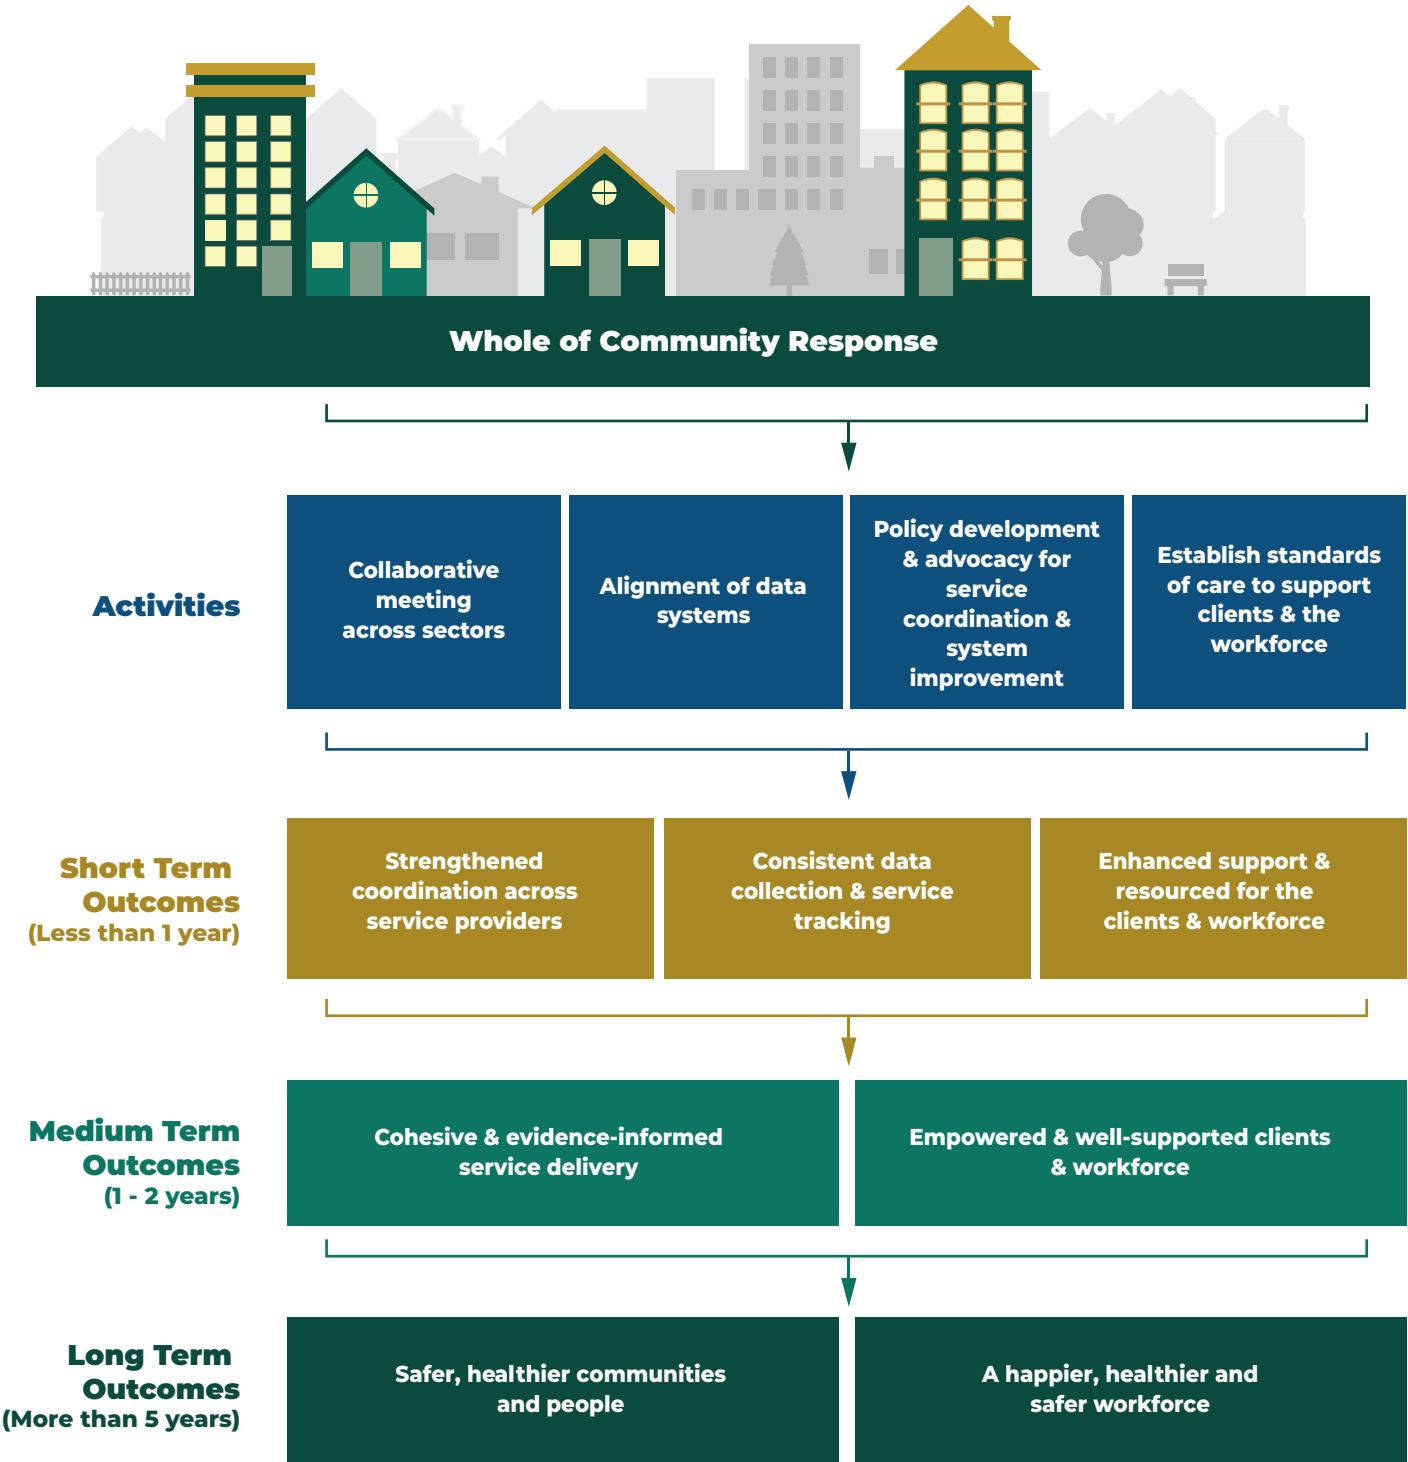 Whole of Community Response
Activities
Collaborative
meeting
across sectors
Alignment of data
systems
Policy development
& advocacy for
service
coordination &
system
improvement
Establish standards
of care to support
clients & the
workforce
Short Term
Outcomes
(Less than 1 year)
Strengthened
coordination across
service providers
Consistent data
collection & service
tracking
Enhanced support &
resourced for the
clients & workforce
Medium Term
Outcomes
(1 - 2 years)
Cohesive & evidence-informed
service delivery
Empowered & well-supported clients
& workforce
Long Term
Outcomes
(More than 5 years)
Safer, healthier communities
and people
A happier, healthier and
safer workforce